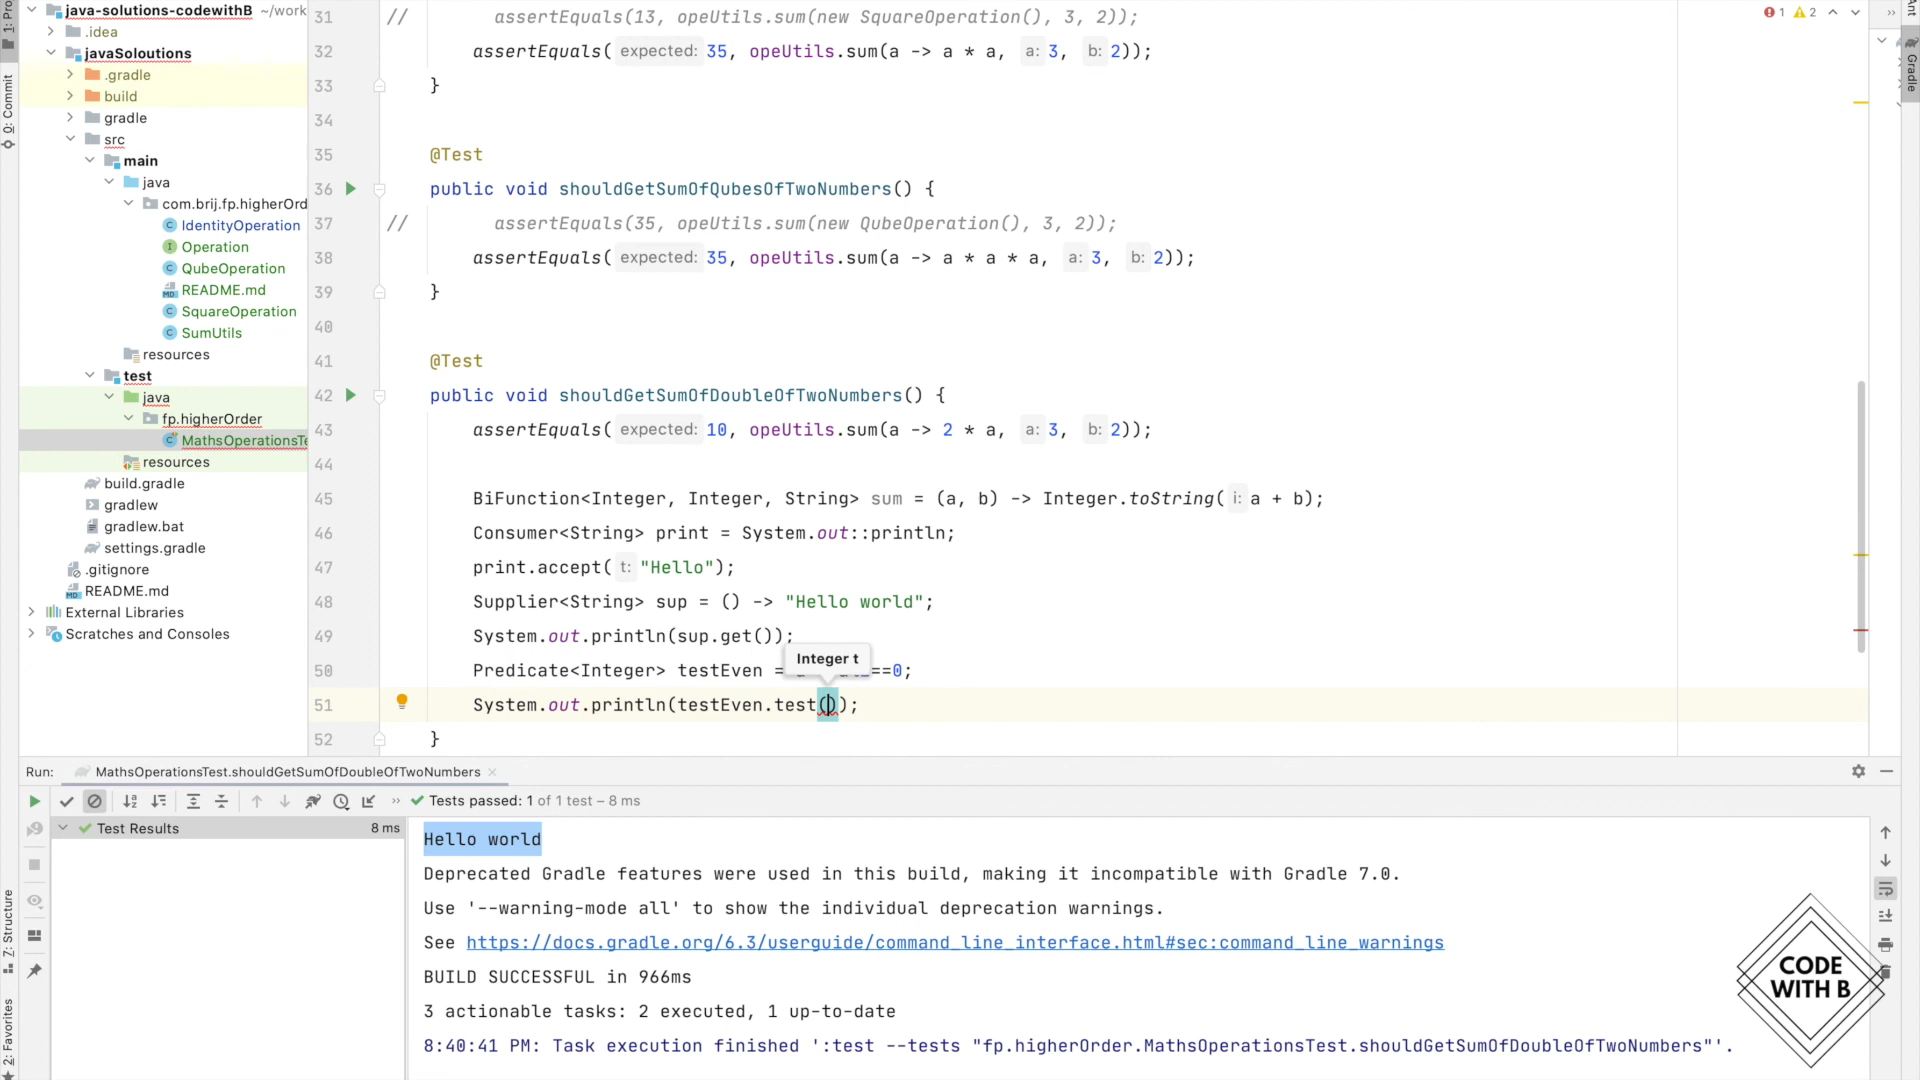 java-solutions-codewithB ~/work
.idea
javaSoloutions
.gradle
build
gradle
src
main
java
com.brij.fp.higherOrd
IdentityOperation
Operation
QubeOperation
README.md
SquareOperation
SumUtils
resources
test
java
fp.higherOrder
MathsOperationsTe
resources
build.gradle
gradlew
gradlew.bat
settings.gradle
.gitignore
README.md
External Libraries
Scratches and Consoles
0: Commit
Z: Structure
2: Favorites
31 // assertEquals(13, opeUtils.sum(new SquareOperation(), 3, 2));
32 assertEquals( expected: 35, opeUtils.sum(a -> a * a, a: 3, b: 2));
33 }
34
35 @Test
36 public void shouldGetSumOfQubesOfTwoNumbers() {
37 // assertEquals(35, opeUtils.sum(new QubeOperation(), 3, 2));
38 assertEquals( expected: 35, opeUtils.sum(a -> a * a * a, a: 3, b: 2));
39 }
40
41 @Test
42 public void shouldGetSumOfDoubleOfTwoNumbers() {
43 assertEquals( expected: 10, opeUtils.sum(a -> 2 * a, a: 3, b: 2));
44
45 BiFunction<Integer, Integer, String> sum = (a, b) -> Integer.toString( i: a + b);
46 Consumer<String> print = System.out::println;
47 print.accept( t: "Hello");
48 Supplier<String> sup = () -> "Hello world";
49 System.out.println(sup.get());
Integer t
50 Predicate<Integer> testEven = ==0;
51 System.out.println(testEven.test());
52 }
1 2
Ant
Gradle
Run: MathsOperationsTest.shouldGetSumOfDoubleOfTwoNumbers
Tests passed: 1 of 1 test – 8 ms
Test Results 8 ms
Hello world
Deprecated Gradle features were used in this build, making it incompatible with Gradle 7.0.
Use '--warning-mode all' to show the individual deprecation warnings.
See https://docs.gradle.org/6.3/userguide/command_line_interface.html#sec:command_line_warnings
BUILD SUCCESSFUL in 966ms
3 actionable tasks: 2 executed, 1 up-to-date
8:40:41 PM: Task execution finished ':test --tests "fp.higherOrder.MathsOperationsTest.shouldGetSumOfDoubleOfTwoNumbers"'.
CODE
WITH B